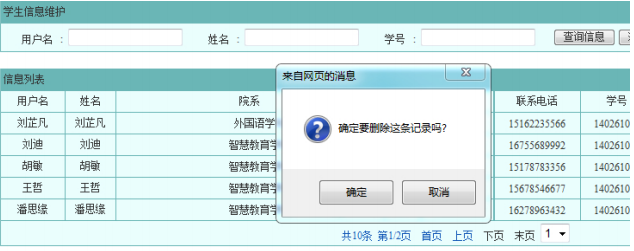 学生信息维护
用户名： 姓名： 学号： 查询信息
信息列表
来自网页的消息
用户名 姓名 院系 联系电话 学号
刘芷凡 刘芷凡 外国语学 15162235566 1402610
刘迪 刘迪 智慧教育学 确定要删除这条记录吗? 16755689992 1402610
胡敏 胡敏 智慧教育学 15178783356 1402610
王哲 王哲 智慧教育学 15678546677 1402610
确定 取消
潘思缘 潘思缘 智慧教育学 16278963432 1402610
共10条 第1/2页 首页 上页 下页 末页 1